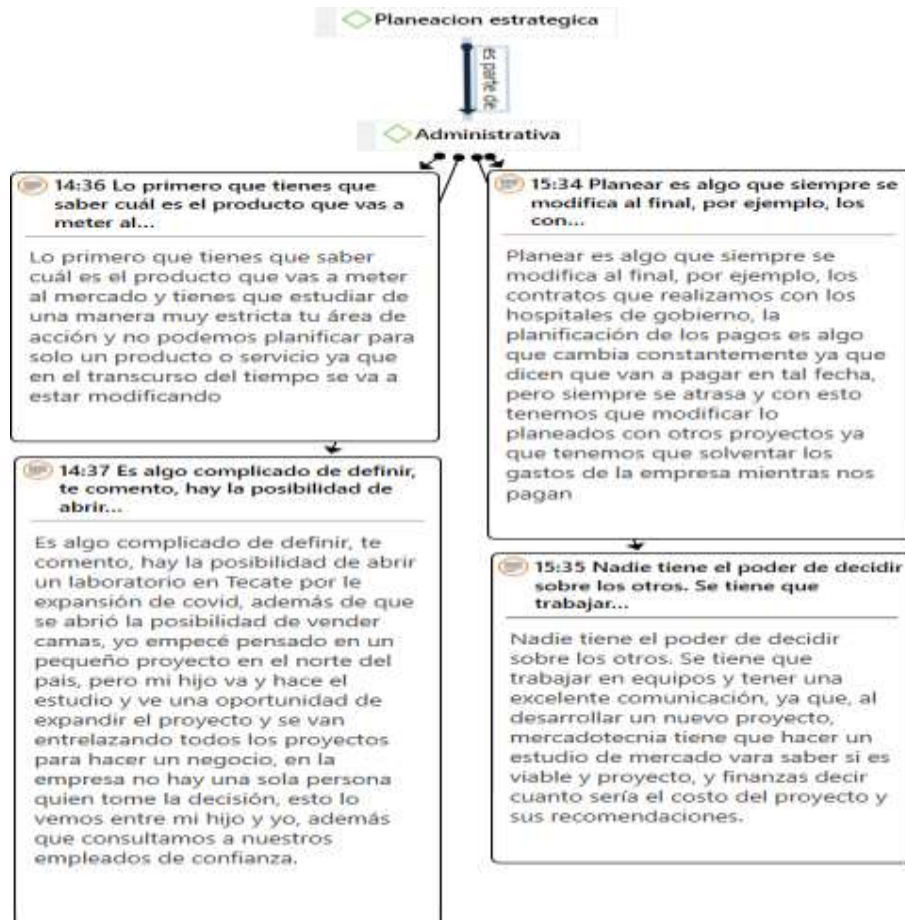 Planeacion estrategica
es parte de
Administrativa
14:36 Lo primero que tienes que
saber cuál es el producto que vas a
meter al...
Lo primero que tienes que saber
cuál es el producto que vas a meter
al mercado y tienes que estudiar de
una manera muy estricta tu área de
acción y no podemos planificar para
solo un producto o servicio ya que
en el transcurso del tiempo se va a
estar modificando
14:37 Es algo complicado de definir,
te comento, hay la posibilidad de
abrir...
Es algo complicado de definir, te
comento, hay la posibilidad de abrir
un laboratorio en Tecate por le
expansión de covid, además de que
se abrió la posibilidad de vender
camas, yo empecé pensado en un
pequeño proyecto en el norte del
pais, pero mi hijo va y hace el
estudio y ve una oportunidad de
expandir el proyecto y se van
entrelazando todos los proyectos
para hacer un negocio, en la
empresa no hay una sola persona
quien tome la decisión, esto lo
vemos entre mi hijo y yo, además
que consultamos a nuestros
empleados de confianza.
15:34 Planear es algo que siempre se
modifica al final, por ejemplo, los
con...
Planear es algo que siempre se
modifica al final, por ejemplo, los
contratos que realizamos con los
hospitales de gobierno, la
planificación de los pagos es algo
que cambia constantemente ya que
dicen que van a pagar en tal fecha,
pero siempre se atrasa y con esto
tenemos que modificar lo
planeados con otros proyectos ya
que tenemos que solventar los
gastos de la empresa mientras nos
pagan
15:35 Nadie tiene el poder de decidir
sobre los otros. Se tiene que
trabajar...
Nadie tiene el poder de decidir
sobre los otros. Se tiene que
trabajar en equipos y tener una
excelente comunicación, ya que, al
desarrollar un nuevo proyecto,
mercadotecnia tiene que hacer un
estudio de mercado vara saber si es
viable y proyecto, y finanzas decir
cuanto sería el costo del proyecto y
sus recomendaciones.